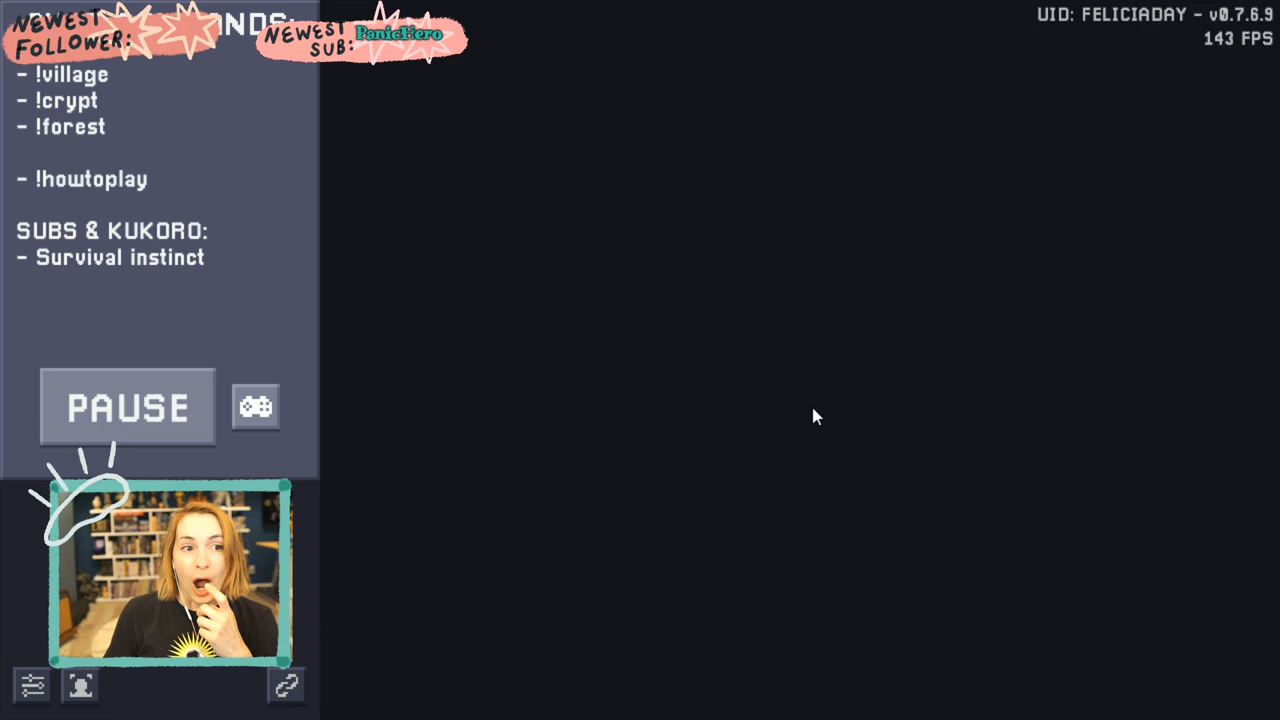 NEWEST
FOLLOWER:
NDS:
NEWEST
SUB:
PanicHero
UID: FELICIADAY - v0.7.6.9
143 FPS
- !village
- !crypt
- !forest
- !howtoplay
SUBS & KUKORO:
- Survival instinct
PAUSE